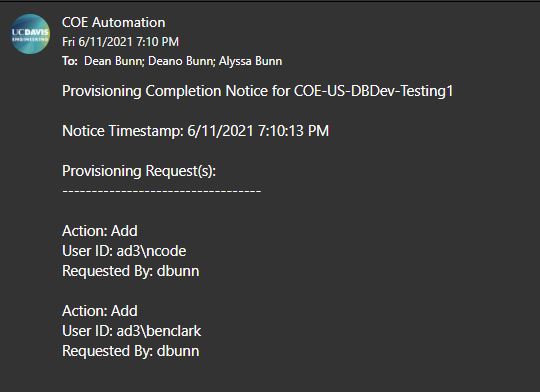 UCDAVIS
ENGINEERING
COE Automation
Fri 6/11/2021 7:10 PM
To: Dean Bunn; Deano Bunn; Alyssa Bunn
Provisioning Completion Notice for COE-US-DBDev-Testing1
Notice Timestamp: 6/11/2021 7:10:13 PM
Provisioning Request(s):
-----------------------------------
Action: Add
User ID: ad3\ncode
Requested By: dbunn
Action: Add
User ID: ad3\benclark
Requested By: dbunn